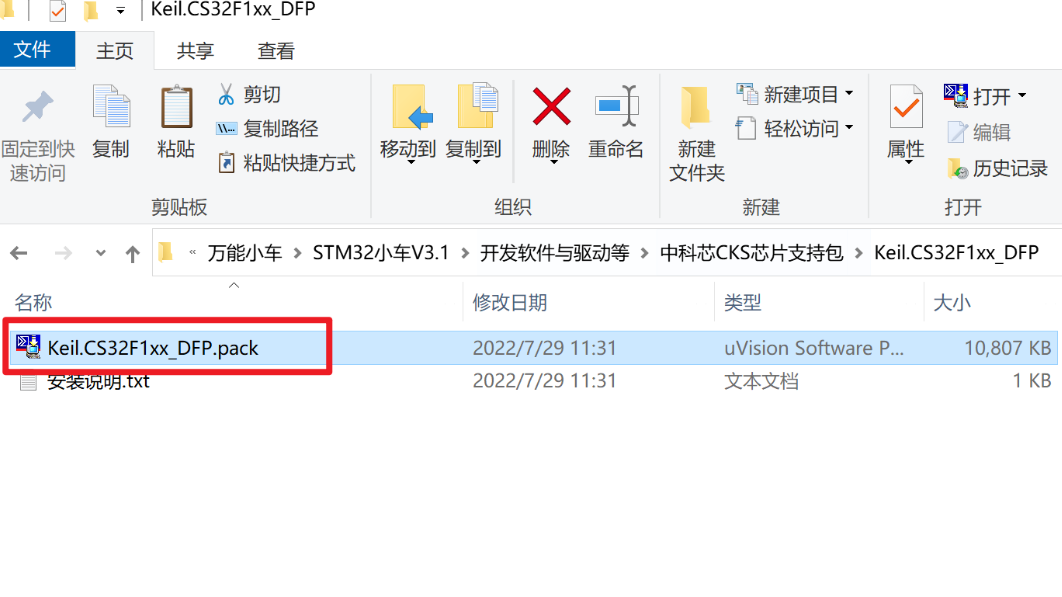 Keil.CS32F1xx_DFP
文件 主页 共享 查看
固定到快速访问
复制
粘贴
剪切
复制路径
粘贴快捷方式
剪贴板
移动到 复制到 删除 重命名
组织
新建
文件夹
新建项目
轻松访问
新建
属性
打开
编辑
历史记录
打开
« 万能小车 > STM32小车V3.1 > 开发软件与驱动等 > 中科芯CKS芯片支持包 > Keil.CS32F1xx_DFP
名称 修改日期 类型 大小
Keil.CS32F1xx_DFP.pack 2022/7/29 11:31 uVision Software P... 10,807 KB
安装说明.txt 2022/7/29 11:31 文本文档 1 KB